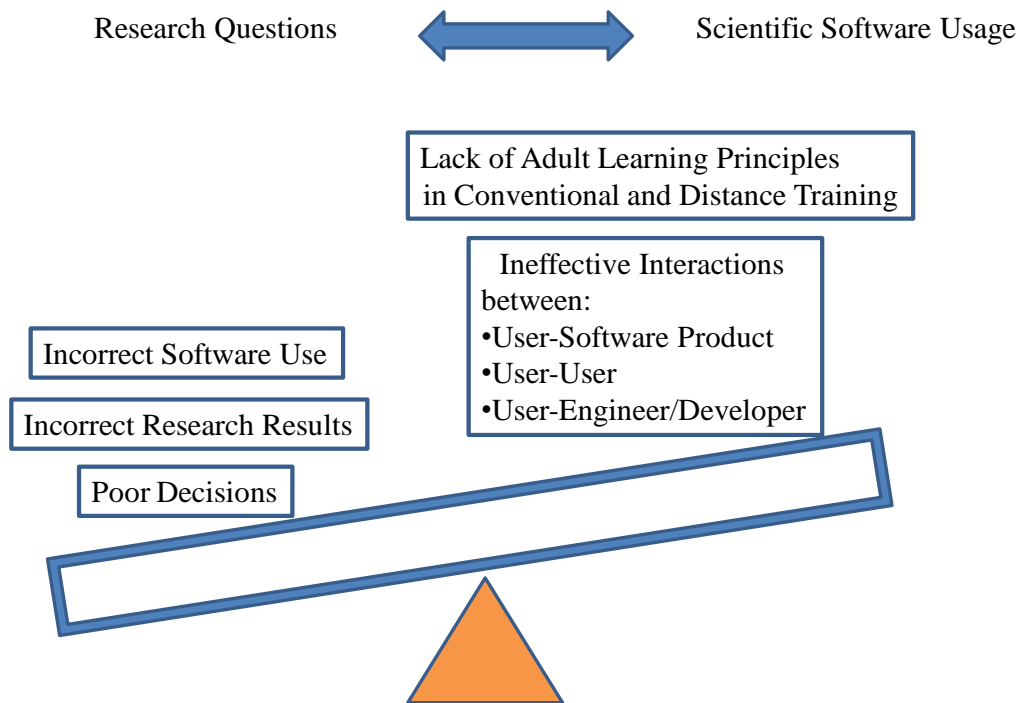 Research Questions
Scientific Software Usage
Lack of Adult Learning Principles
in Conventional and Distance Training
Ineffective Interactions
between:
•User-Software Product
•User-User
•User-Engineer/Developer
Incorrect Software Use
Incorrect Research Results
Poor Decisions